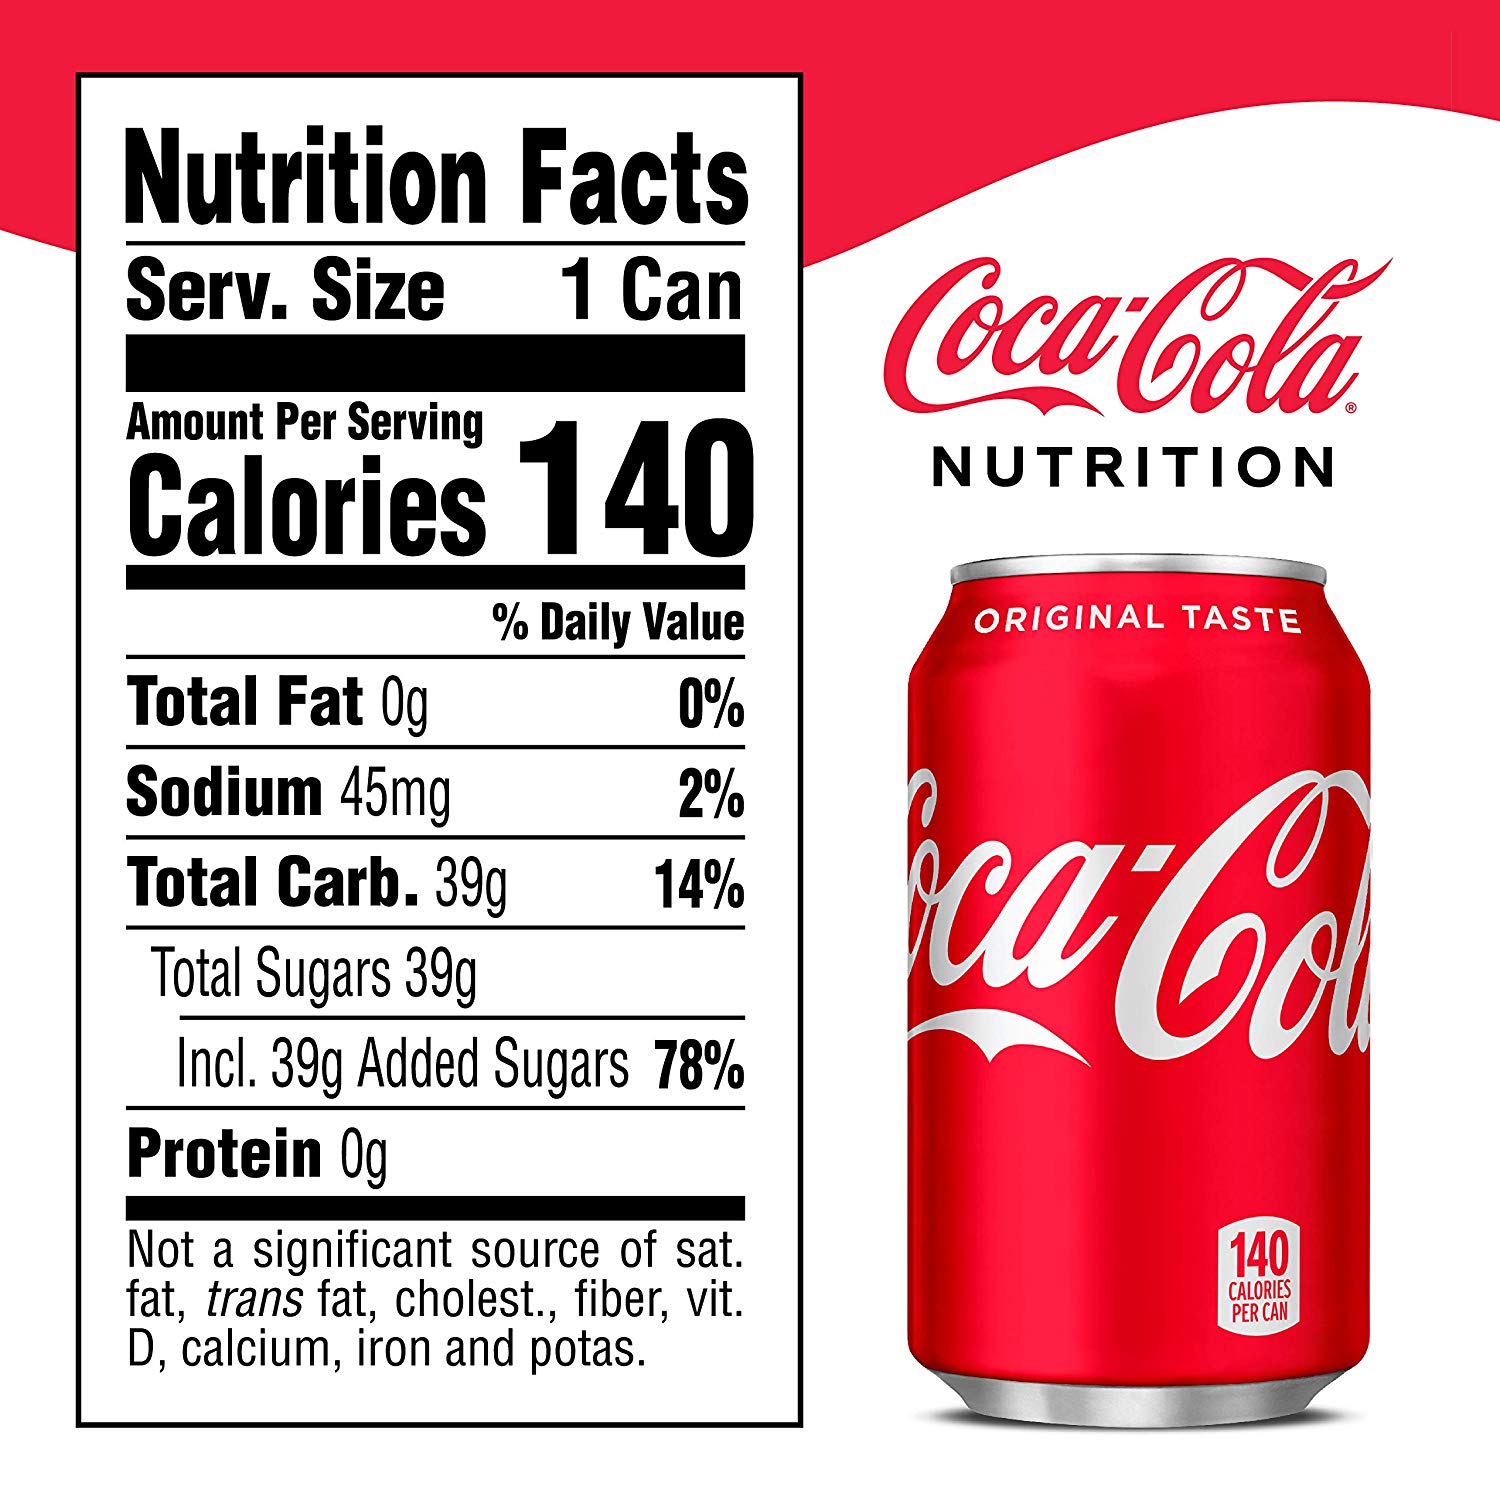 Nutrition Facts
Serv. Size 1 Can
Amount Per Serving
Calories 140
% Daily Value
Total Fat 0g 0%
Sodium 45mg 2%
Total Carb. 39g 14%
Total Sugars 39g
Incl. 39g Added Sugars 78%
Protein 0g
Not a significant source of sat.
fat, trans fat, cholest., fiber, vit.
D, calcium, iron and potas.
Coca-Cola®
NUTRITION
ORIGINAL TASTE
Coca-Cola
140
CALORIES
PER CAN